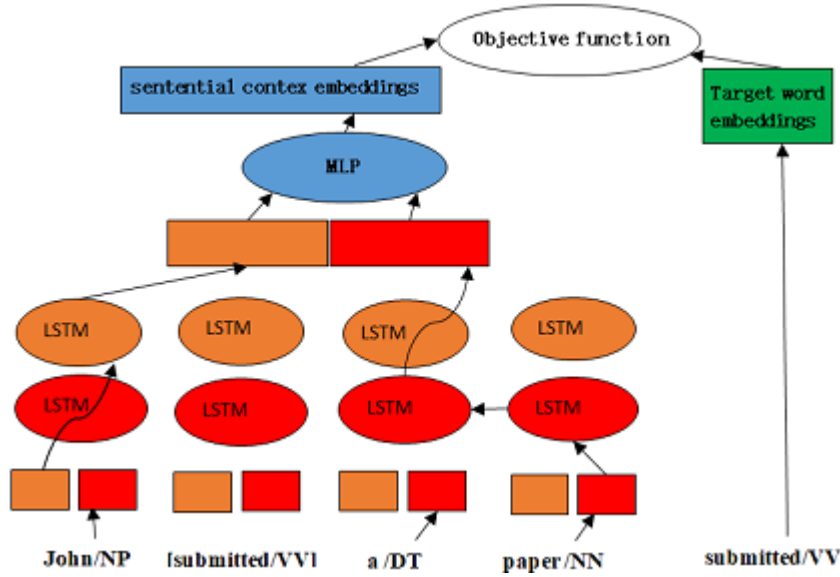 Objective function
sentential contex embeddings
Target word
embeddings
MLP
LSTM LSTM LSTM LSTM
LSTM LSTM LSTM LSTM
John/NP [submitted/VV] a/DT paper/NN submitted/VV